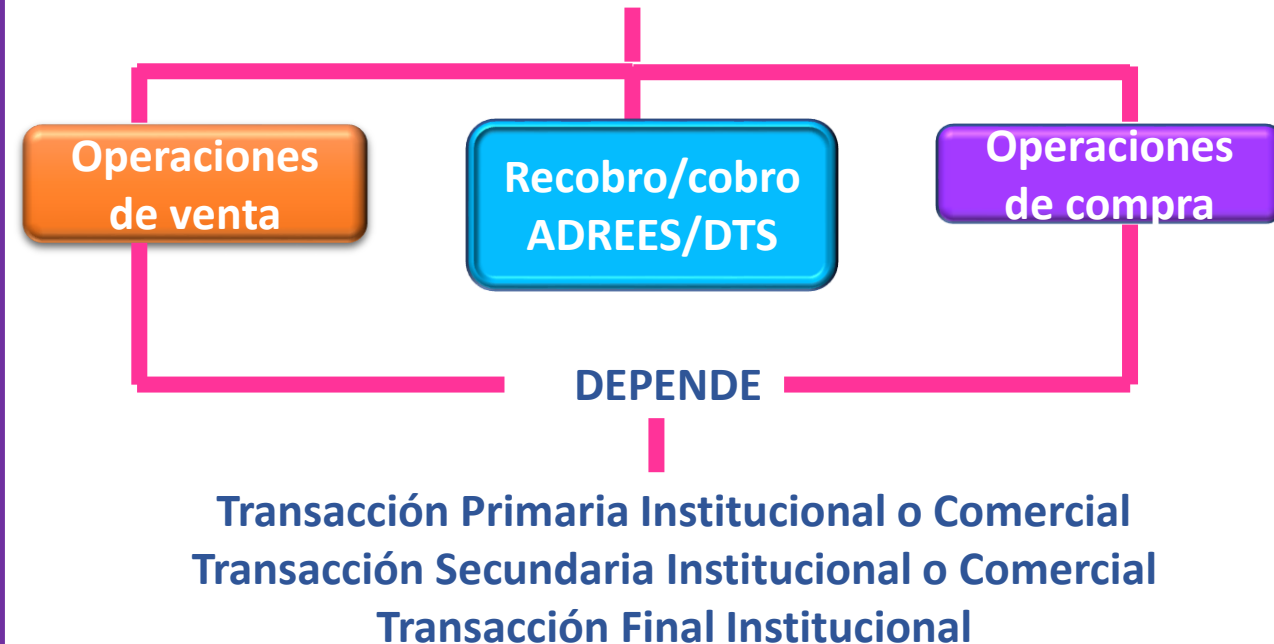 Operaciones
de venta
Recobro/cobro
ADREES/DTS
Operaciones
de compra
DEPENDE
Transacción Primaria Institucional o Comercial
Transacción Secundaria Institucional o Comercial
Transacción Final Institucional